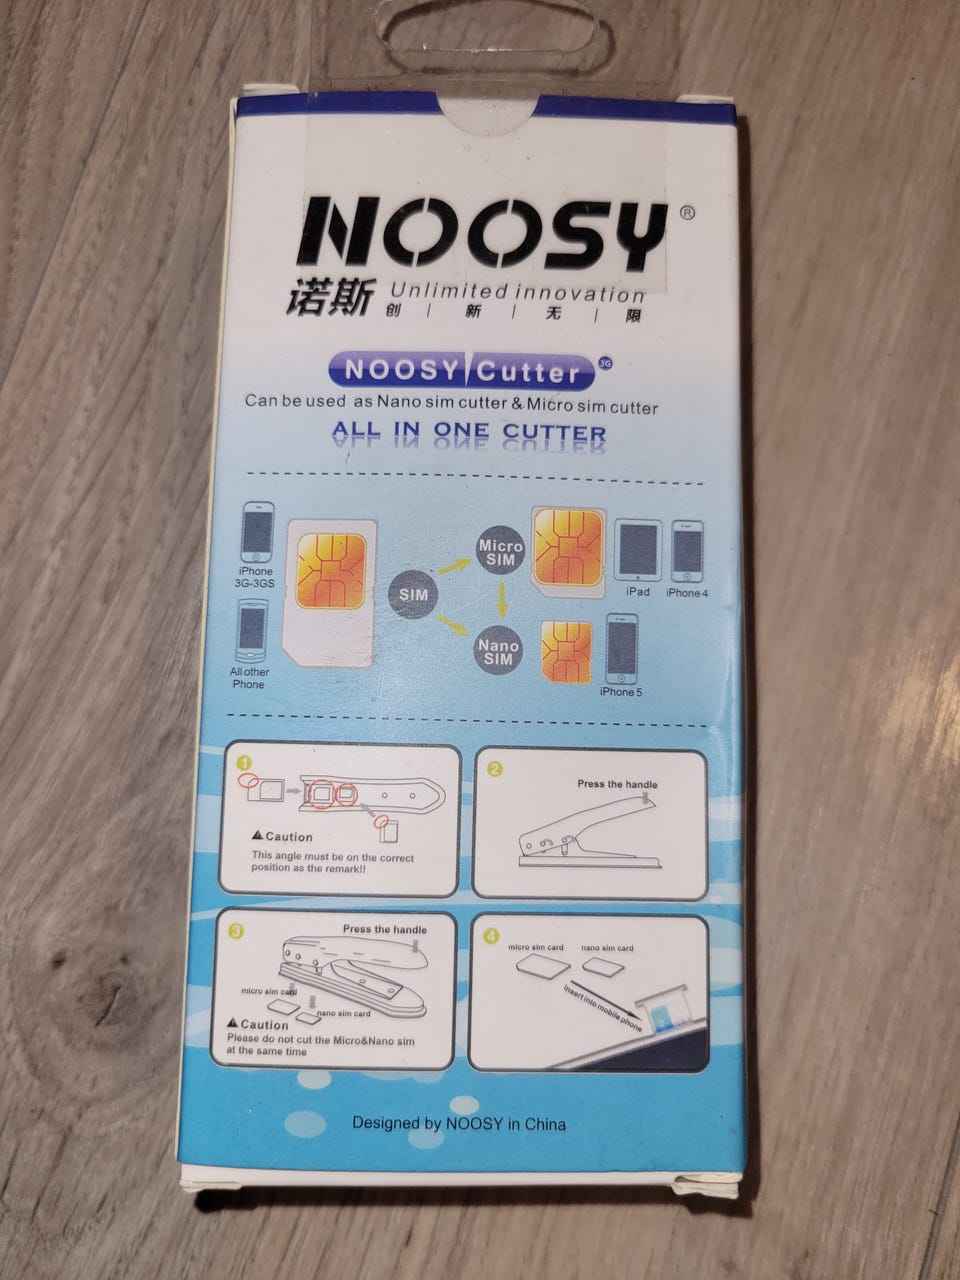 NOOSY ®
诺斯 Unlimited innovation
创 | 新 | 无 | 限
NOOSY Cutter 3G
Can be used as Nano sim cutter & Micro sim cutter
ALL IN ONE CUTTER
iPhone
3G-3GS
All other
Phone
SIM
Micro
SIM
Nano
SIM
iPad
iPhone 4
iPhone 5
1
Caution
This angle must be on the correct
position as the remark!!
2
Press the handle
3
Press the handle
micro sim card
nano sim card
Caution
Please do not cut the Micro&Nano sim
at the same time
4
micro sim card
nano sim card
Insert into mobile phone
Designed by NOOSY in China